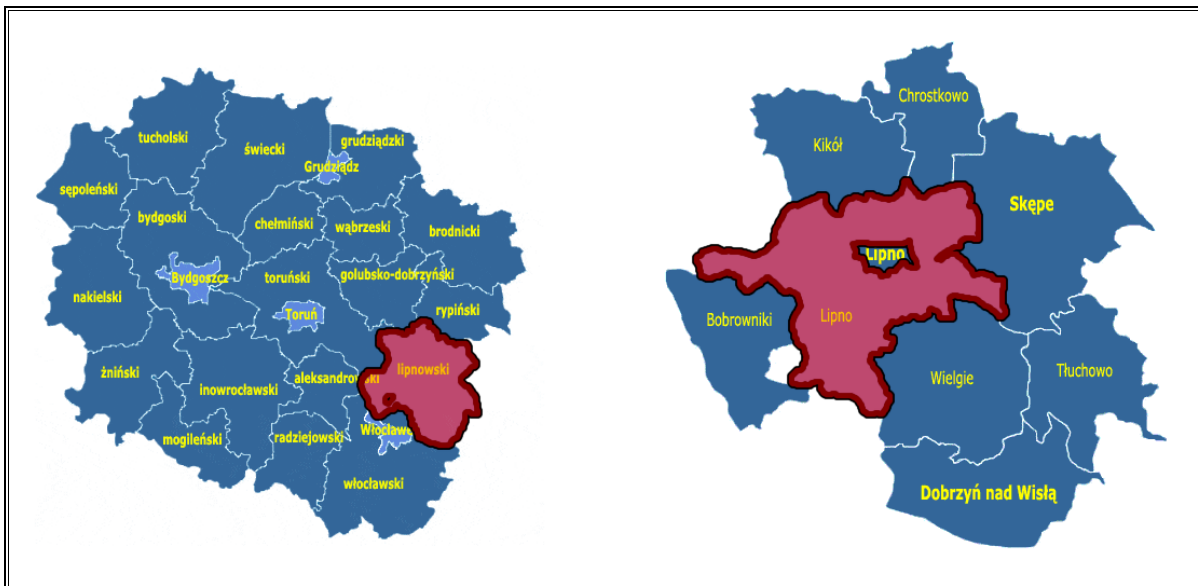 tucholski
świecki
grudziądzki
Grudziądz
sępoleński
bydgoski
chełmiński
wąbrzeski
brodnicki
Bydgoszcz
toruński
golubsko-dobrzyński
nakielski
Toruń
rypiński
żniński
inowrocławski
aleksandrowski
lipnowski
mogileński
radziejowski
Włocławe
włocławski
Chrostkowo
Kikół
Skępe
Lipno
Bobrowniki
Lipno
Wielgie
Tłuchowo
Dobrzyń nad Wisłą